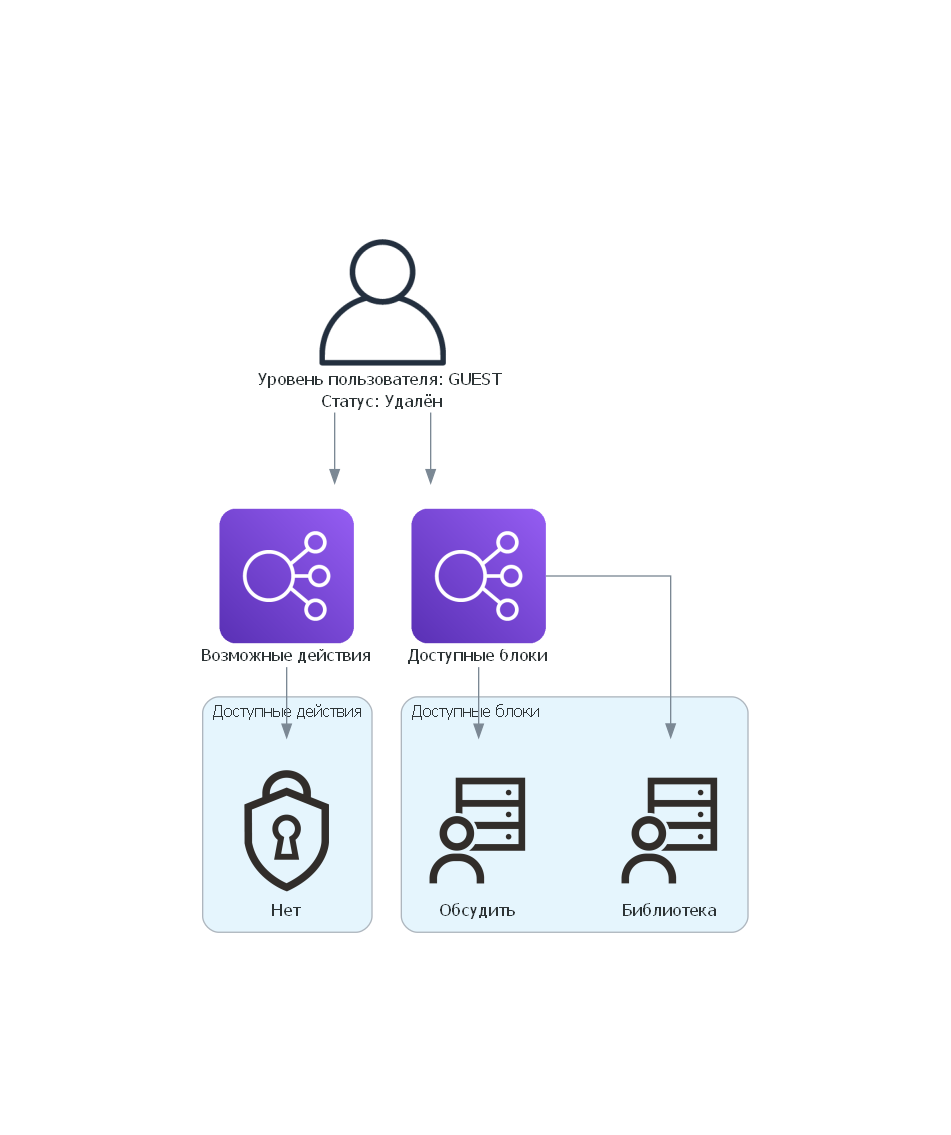 Уровень пользователя: GUEST
Статус: Удалён
Возможные действия
Доступные блоки
Доступные действия
Доступные блоки
Нет
Обсудить
Библиотека